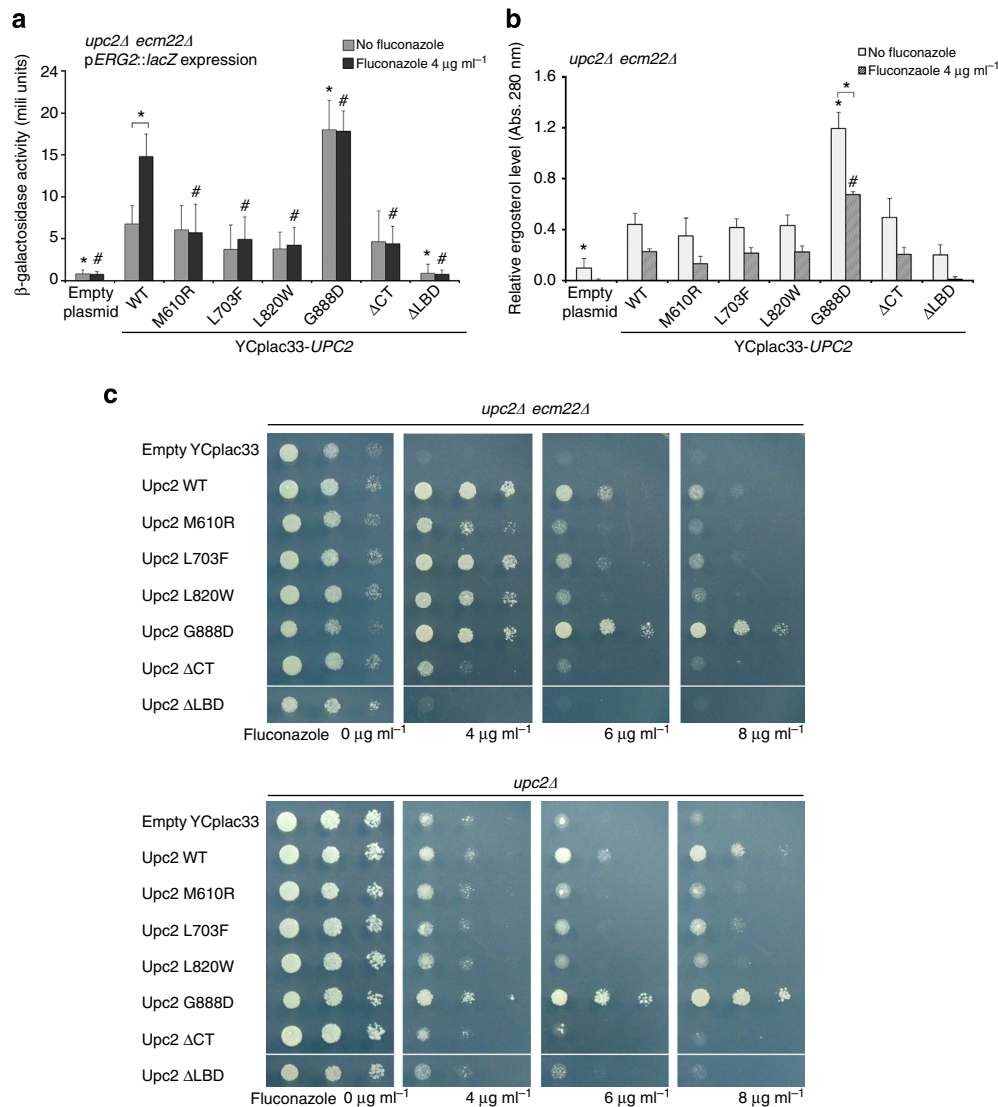 a
upc2Δ ecm22Δ
pERG2::lacZ expression
No fluconazole
Fluconazole 4 μg ml⁻¹
β-galactosidase activity (mili units)
24
20
15
10
5
0
*
#
*
#
#
#
*
#
#
*
#
Empty plasmid
WT
M610R
L703F
L820W
G888D
ΔCT
ΔLBD
YCplac33-UPC2
b
upc2Δ ecm22Δ
No fluconazole
Fluconzaole 4 μg ml⁻¹
Relative ergosterol level (Abs. 280 nm)
1.6
1.2
0.8
0.4
0.0
*
*
*
#
Empty plasmid
WT
M610R
L703F
L820W
G888D
ΔCT
ΔLBD
YCplac33-UPC2
c
upc2Δ ecm22Δ
Empty YCplac33
Upc2 WT
Upc2 M610R
Upc2 L703F
Upc2 L820W
Upc2 G888D
Upc2 ΔCT
Upc2 ΔLBD
Fluconazole 0 μg ml⁻¹ 4 μg ml⁻¹ 6 μg ml⁻¹ 8 μg ml⁻¹
upc2Δ
Empty YCplac33
Upc2 WT
Upc2 M610R
Upc2 L703F
Upc2 L820W
Upc2 G888D
Upc2 ΔCT
Upc2 ΔLBD
Fluconazole 0 μg ml⁻¹ 4 μg ml⁻¹ 6 μg ml⁻¹ 8 μg ml⁻¹